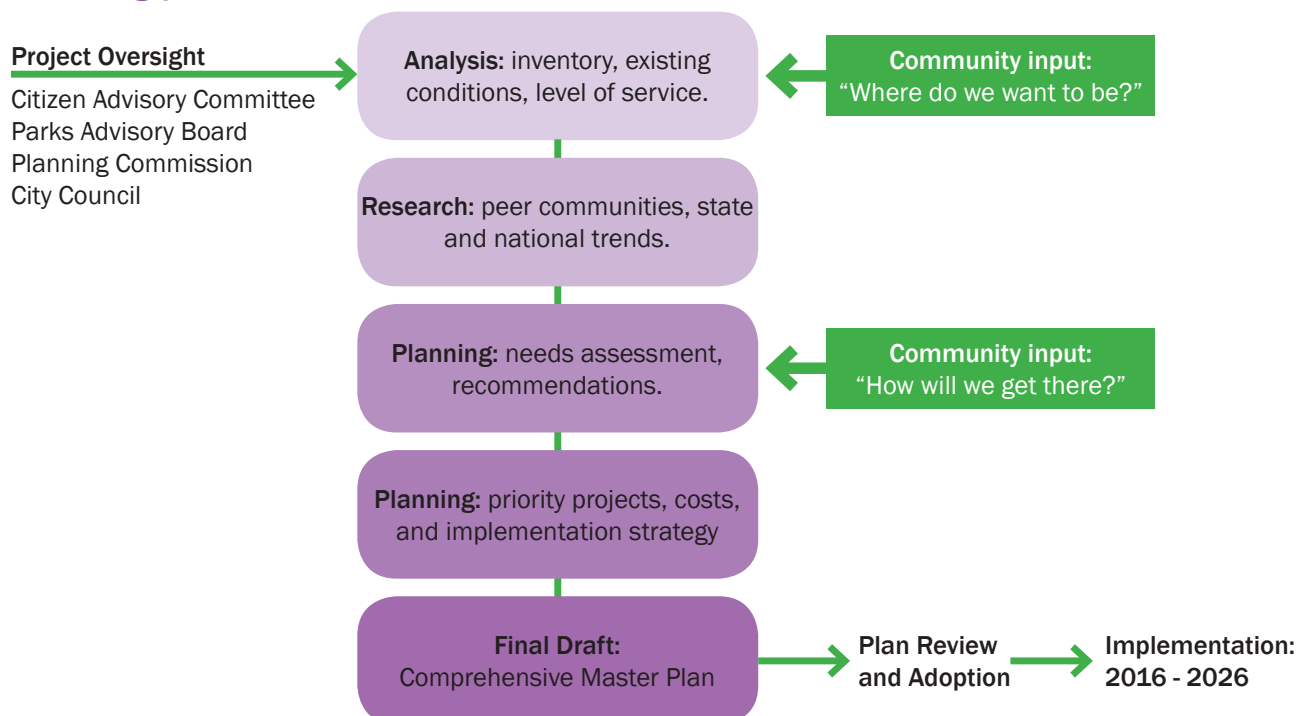 Project Oversight
Citizen Advisory Committee
Parks Advisory Board
Planning Commission
City Council
Analysis: inventory, existing
conditions, level of service.
Community input:
“Where do we want to be?”
Research: peer communities, state
and national trends.
Planning: needs assessment,
recommendations.
Community input:
“How will we get there?”
Planning: priority projects, costs,
and implementation strategy
Final Draft:
Comprehensive Master Plan
Plan Review
and Adoption
Implementation:
2016 - 2026